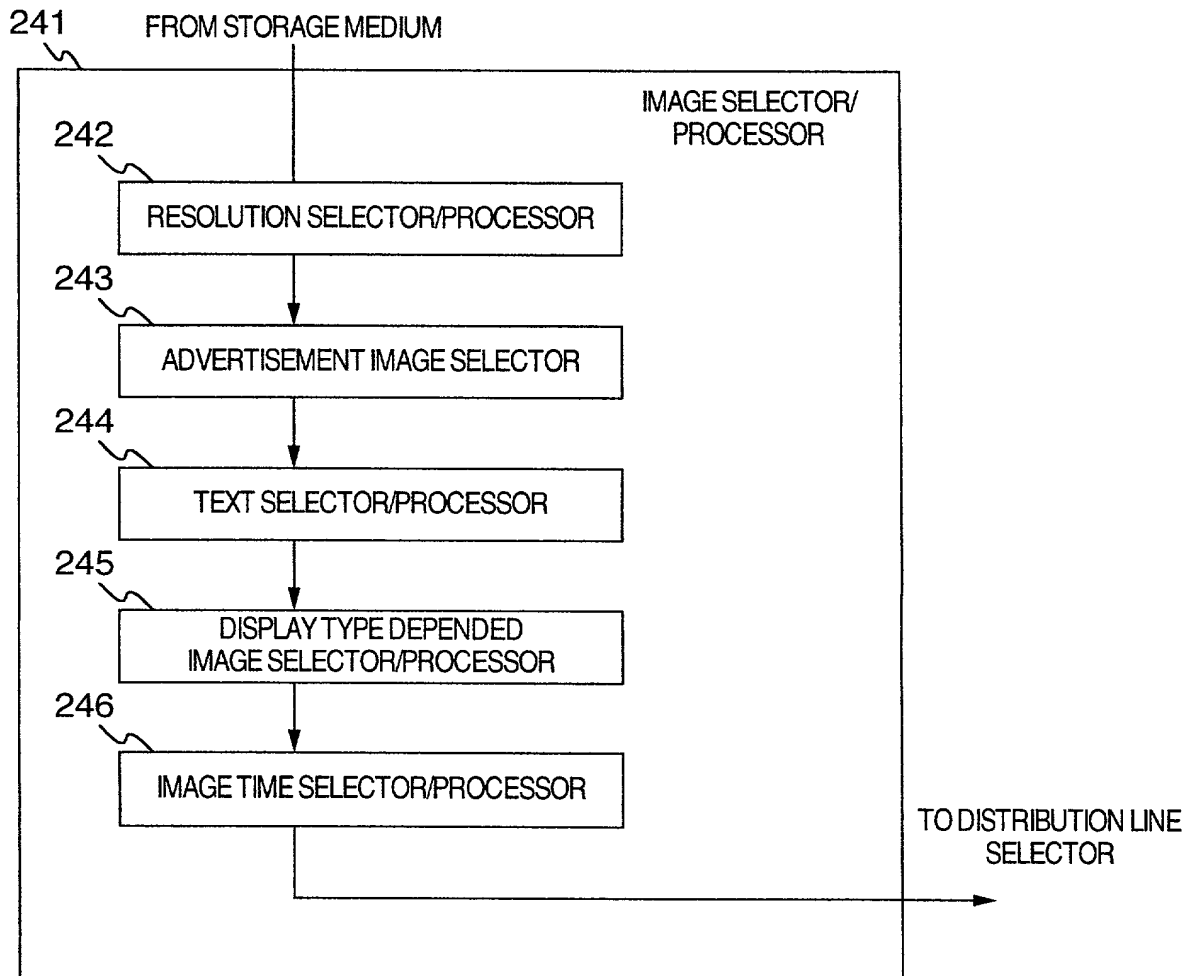 241
FROM STORAGE MEDIUM
IMAGE SELECTOR/
PROCESSOR
242
RESOLUTION SELECTOR/PROCESSOR
243
ADVERTISEMENT IMAGE SELECTOR
244
TEXT SELECTOR/PROCESSOR
245
DISPLAY TYPE DEPENDED
IMAGE SELECTOR/PROCESSOR
246
IMAGE TIME SELECTOR/PROCESSOR
TO DISTRIBUTION LINE
SELECTOR